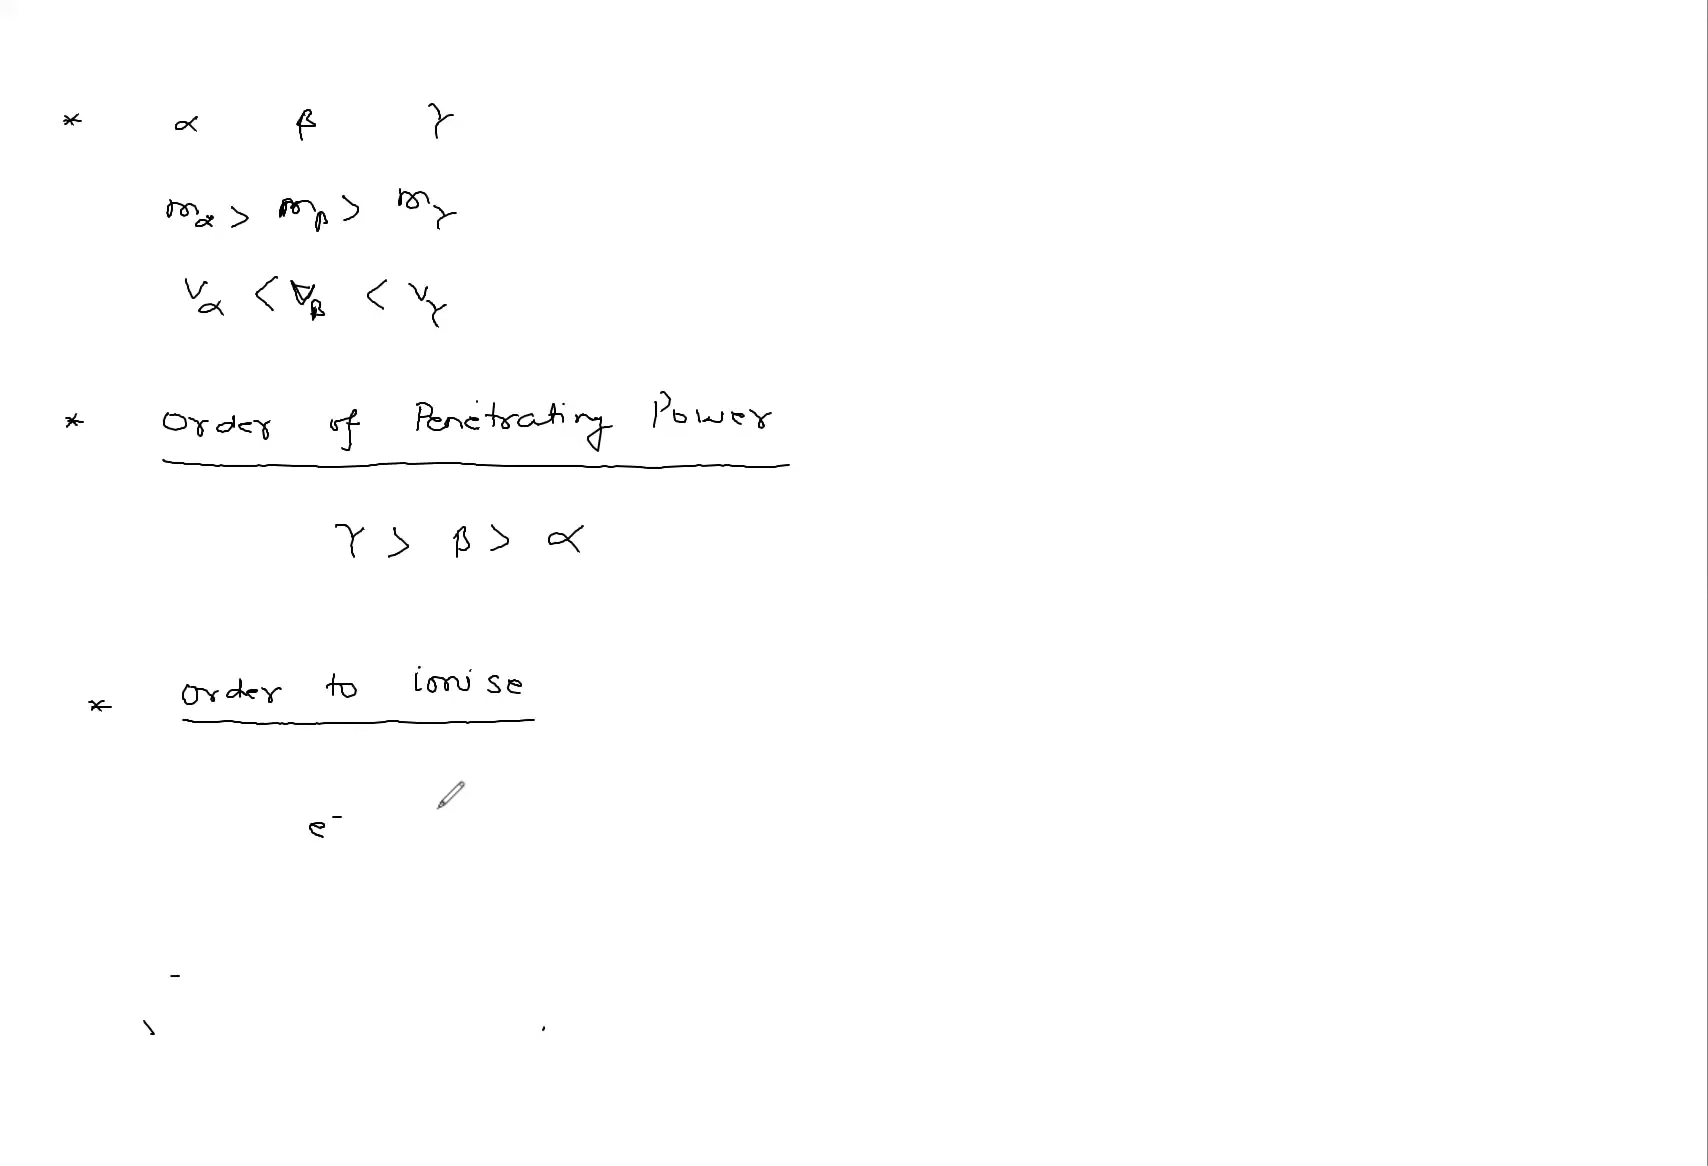 * α β γ
mα > mβ > mγ
vα < vβ < vγ
* order of Penetrating Power
γ > β > α
* order to ionise
e⁻